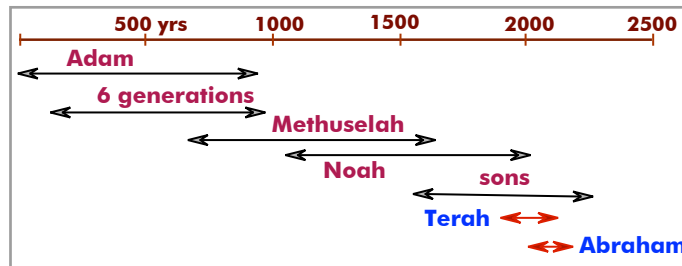 500 yrs 1000 1500 2000 2500
Adam
6 generations
Methuselah
Noah
sons
Terah
Abraham